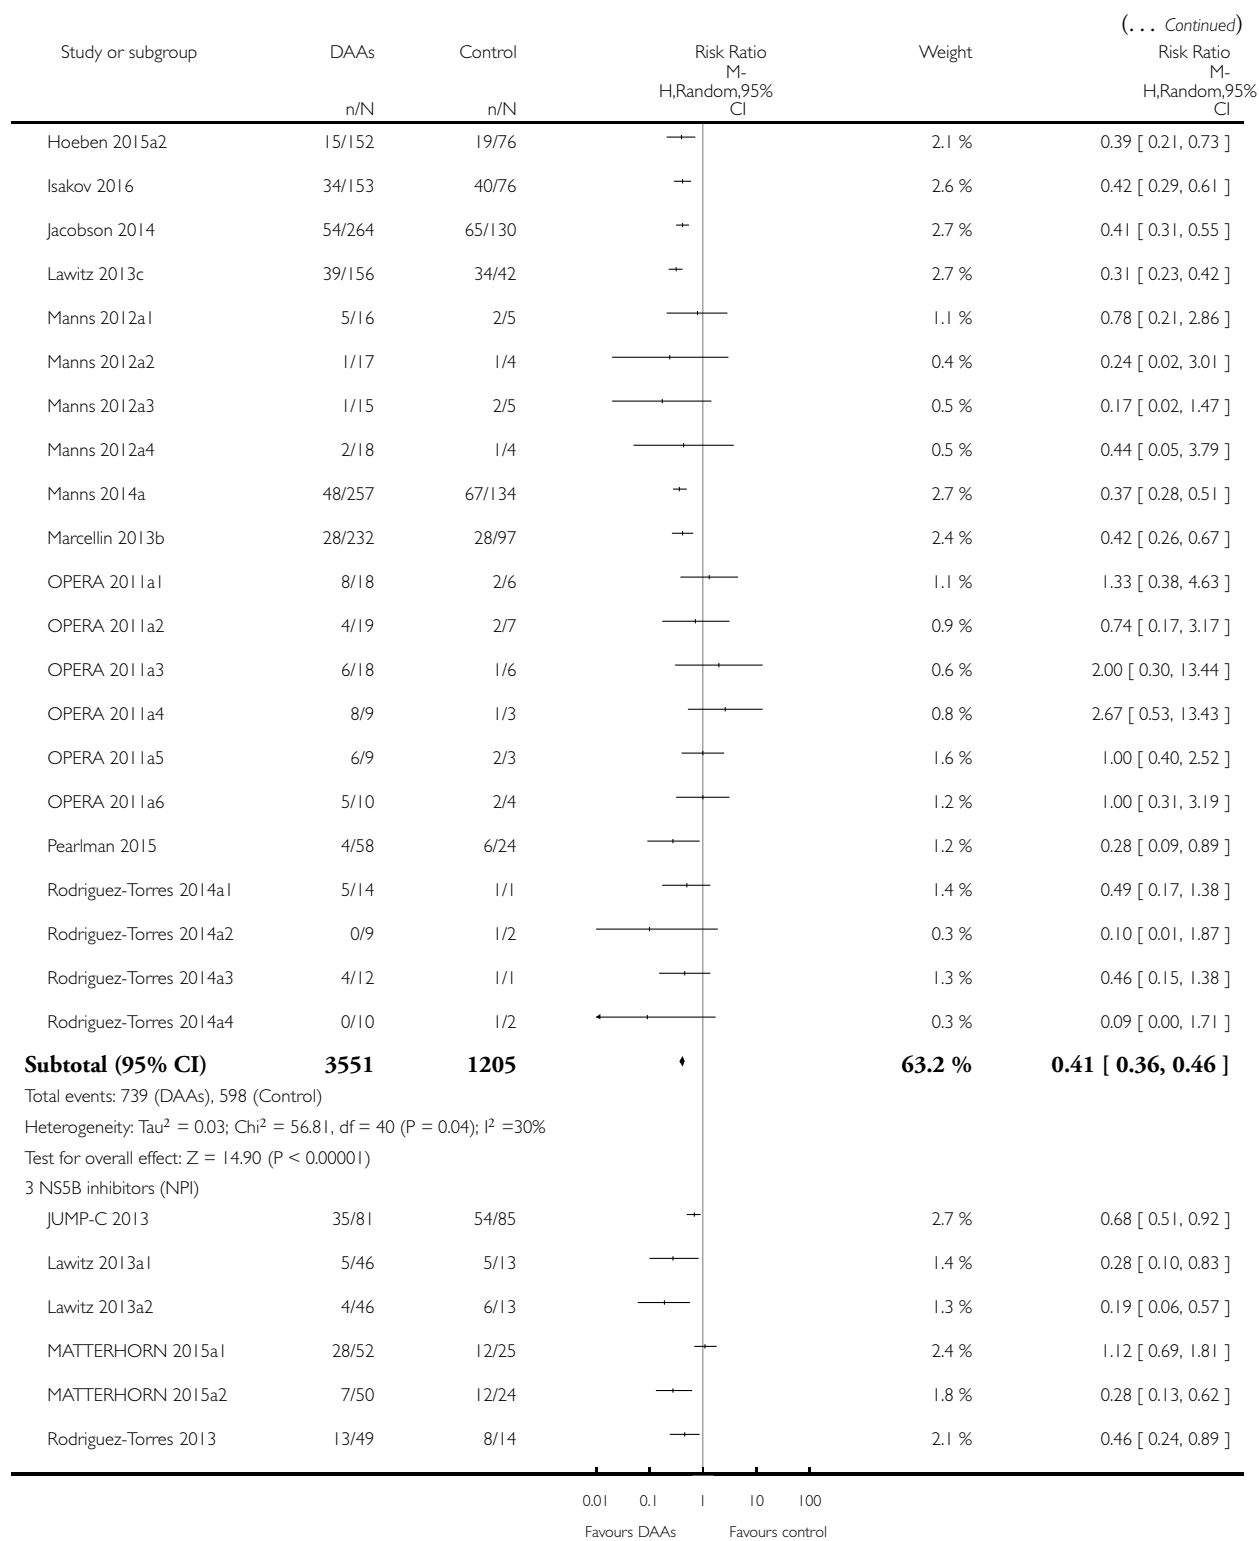 (... Continued)
Study or subgroup DAAs Control Risk Ratio Weight Risk Ratio
M- M-
H,Random,95% H,Random,95%
n/N n/N CI CI
Hoeben 2015a2 15/152 19/76 2.1 % 0.39 [ 0.21, 0.73 ]
Isakov 2016 34/153 40/76 2.6 % 0.42 [ 0.29, 0.61 ]
Jacobson 2014 54/264 65/130 2.7 % 0.41 [ 0.31, 0.55 ]
Lawitz 2013c 39/156 34/42 2.7 % 0.31 [ 0.23, 0.42 ]
Manns 2012a1 5/16 2/5 1.1 % 0.78 [ 0.21, 2.86 ]
Manns 2012a2 1/17 1/4 0.4 % 0.24 [ 0.02, 3.01 ]
Manns 2012a3 1/15 2/5 0.5 % 0.17 [ 0.02, 1.47 ]
Manns 2012a4 2/18 1/4 0.5 % 0.44 [ 0.05, 3.79 ]
Manns 2014a 48/257 67/134 2.7 % 0.37 [ 0.28, 0.51 ]
Marcellin 2013b 28/232 28/97 2.4 % 0.42 [ 0.26, 0.67 ]
OPERA 2011a1 8/18 2/6 1.1 % 1.33 [ 0.38, 4.63 ]
OPERA 2011a2 4/19 2/7 0.9 % 0.74 [ 0.17, 3.17 ]
OPERA 2011a3 6/18 1/6 0.6 % 2.00 [ 0.30, 13.44 ]
OPERA 2011a4 8/9 1/3 0.8 % 2.67 [ 0.53, 13.43 ]
OPERA 2011a5 6/9 2/3 1.6 % 1.00 [ 0.40, 2.52 ]
OPERA 2011a6 5/10 2/4 1.2 % 1.00 [ 0.31, 3.19 ]
Pearlman 2015 4/58 6/24 1.2 % 0.28 [ 0.09, 0.89 ]
Rodriguez-Torres 2014a1 5/14 1/1 1.4 % 0.49 [ 0.17, 1.38 ]
Rodriguez-Torres 2014a2 0/9 1/2 0.3 % 0.10 [ 0.01, 1.87 ]
Rodriguez-Torres 2014a3 4/12 1/1 1.3 % 0.46 [ 0.15, 1.38 ]
Rodriguez-Torres 2014a4 0/10 1/2 0.3 % 0.09 [ 0.00, 1.71 ]
Subtotal (95% CI) 3551 1205 63.2 % 0.41 [ 0.36, 0.46 ]
Total events: 739 (DAAs), 598 (Control)
Heterogeneity: Tau² = 0.03; Chi² = 56.81, df = 40 (P = 0.04); I² =30%
Test for overall effect: Z = 14.90 (P < 0.00001)
3 NS5B inhibitors (NPI)
JUMP-C 2013 35/81 54/85 2.7 % 0.68 [ 0.51, 0.92 ]
Lawitz 2013a1 5/46 5/13 1.4 % 0.28 [ 0.10, 0.83 ]
Lawitz 2013a2 4/46 6/13 1.3 % 0.19 [ 0.06, 0.57 ]
MATTERHORN 2015a1 28/52 12/25 2.4 % 1.12 [ 0.69, 1.81 ]
MATTERHORN 2015a2 7/50 12/24 1.8 % 0.28 [ 0.13, 0.62 ]
Rodriguez-Torres 2013 13/49 8/14 2.1 % 0.46 [ 0.24, 0.89 ]
0.01 0.1 1 10 100
Favours DAAs Favours control